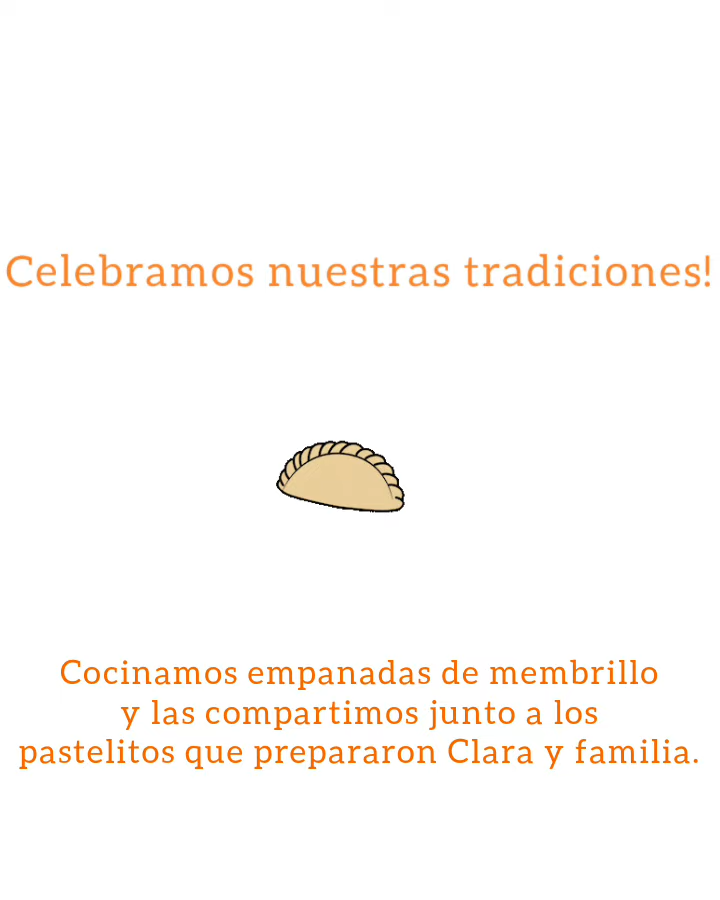 Celebramos nuestras tradiciones!
Cocinamos empanadas de membrillo
y las compartimos junto a los
pastelitos que prepararon Clara y familia.